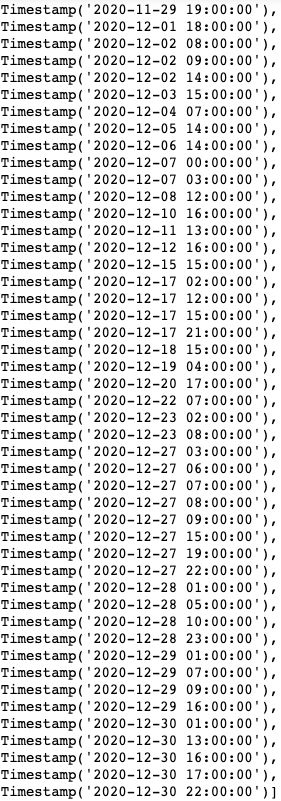 Timestamp('2020-11-29 19:00:00'),
Timestamp('2020-12-01 18:00:00'),
Timestamp('2020-12-02 08:00:00'),
Timestamp('2020-12-02 09:00:00'),
Timestamp('2020-12-02 14:00:00'),
Timestamp('2020-12-03 15:00:00'),
Timestamp('2020-12-04 07:00:00'),
Timestamp('2020-12-05 14:00:00'),
Timestamp('2020-12-06 14:00:00'),
Timestamp('2020-12-07 00:00:00'),
Timestamp('2020-12-07 03:00:00'),
Timestamp('2020-12-08 12:00:00'),
Timestamp('2020-12-10 16:00:00'),
Timestamp('2020-12-11 13:00:00'),
Timestamp('2020-12-12 16:00:00'),
Timestamp('2020-12-15 15:00:00'),
Timestamp('2020-12-17 02:00:00'),
Timestamp('2020-12-17 12:00:00'),
Timestamp('2020-12-17 15:00:00'),
Timestamp('2020-12-17 21:00:00'),
Timestamp('2020-12-18 15:00:00'),
Timestamp('2020-12-19 04:00:00'),
Timestamp('2020-12-20 17:00:00'),
Timestamp('2020-12-22 07:00:00'),
Timestamp('2020-12-23 02:00:00'),
Timestamp('2020-12-23 08:00:00'),
Timestamp('2020-12-27 03:00:00'),
Timestamp('2020-12-27 06:00:00'),
Timestamp('2020-12-27 07:00:00'),
Timestamp('2020-12-27 08:00:00'),
Timestamp('2020-12-27 09:00:00'),
Timestamp('2020-12-27 15:00:00'),
Timestamp('2020-12-27 19:00:00'),
Timestamp('2020-12-27 22:00:00'),
Timestamp('2020-12-28 01:00:00'),
Timestamp('2020-12-28 05:00:00'),
Timestamp('2020-12-28 10:00:00'),
Timestamp('2020-12-28 23:00:00'),
Timestamp('2020-12-29 01:00:00'),
Timestamp('2020-12-29 07:00:00'),
Timestamp('2020-12-29 09:00:00'),
Timestamp('2020-12-29 16:00:00'),
Timestamp('2020-12-30 01:00:00'),
Timestamp('2020-12-30 13:00:00'),
Timestamp('2020-12-30 16:00:00'),
Timestamp('2020-12-30 17:00:00'),
Timestamp('2020-12-30 22:00:00')]